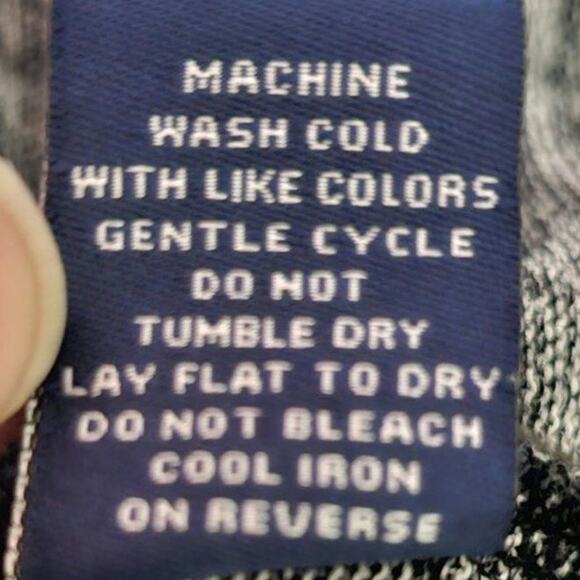 MACHINE
WASH COLD
WITH LIKE COLORS
GENTLE CYCLE
DO NOT
TUMBLE DRY
LAY FLAT TO DRY
DO NOT BLEACH
COOL IRON
ON REVERSE